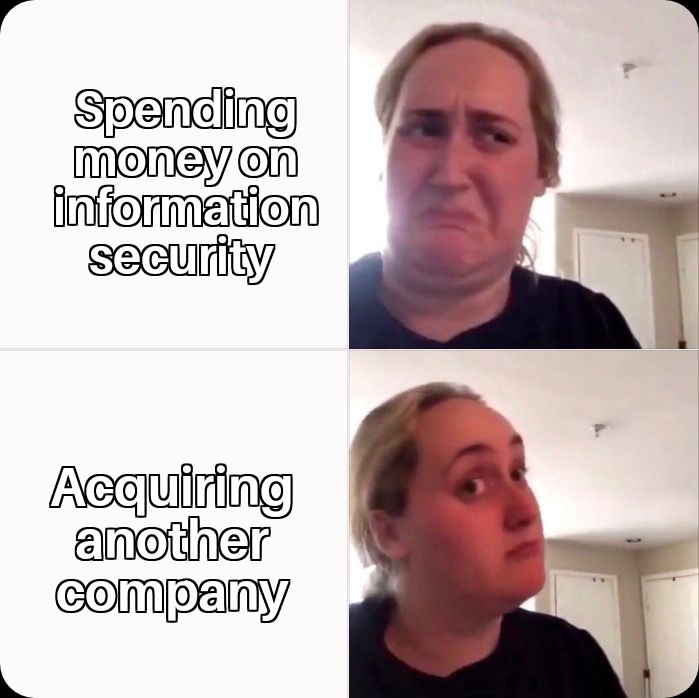 Spending
money on
information
security
Acquiring
another
company